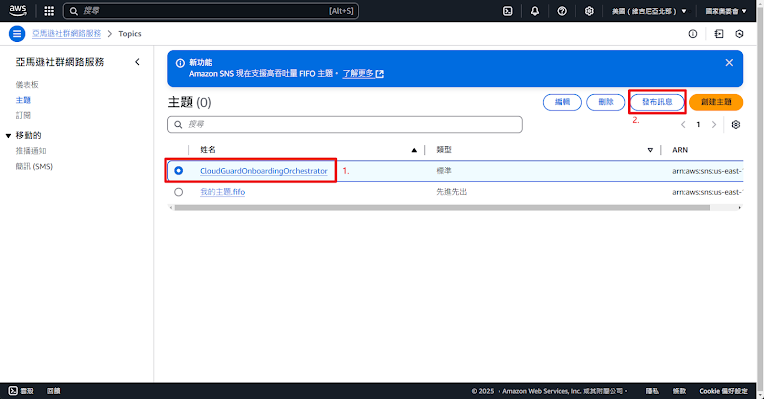 aws
搜尋
[Alt+S]
美國（維吉尼亞北部） ▼
國家奧委會 ▼
亞馬遜社群網路服務 > Topics
亞馬遜社群網路服務
儀表板
主題
訂閱
移動的
推播通知
簡訊 (SMS)
新功能
Amazon SNS 現在支援高吞吐量 FIFO 主題。 了解更多
主題 (0)
編輯
刪除
發布訊息
創建主題
2.
搜尋
1
姓名
類型
ARN
CloudGuardOnboardingOrchestrator
1.
標準
arn:aws:sns:us-east-1
我的主題.fifo
先進先出
arn:aws:sns:us-east-1
雲殼
回饋
© 2025 ，Amazon Web Services, Inc. 或其附屬公司。
隱私
條款
Cookie 偏好設定